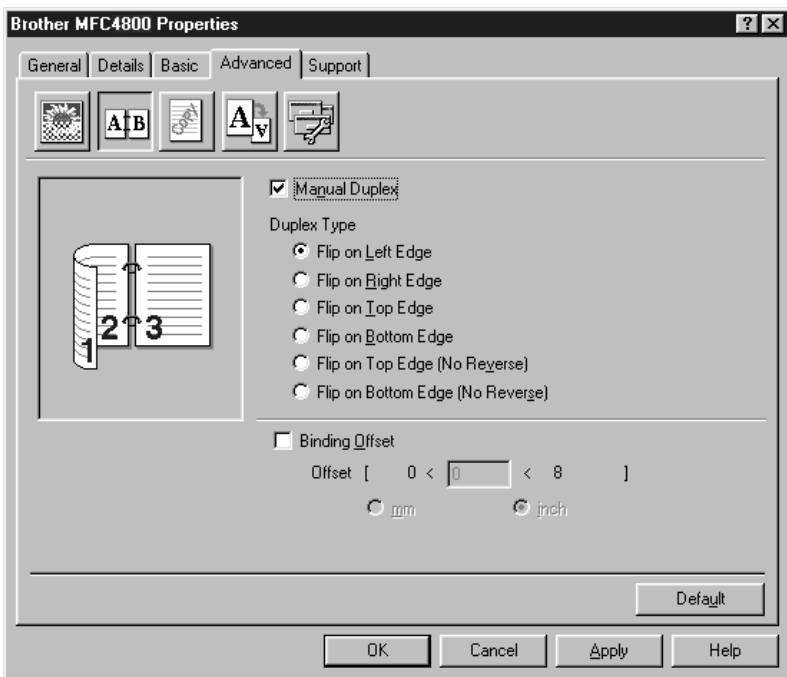 Brother MFC4800 Properties
General Details Basic Advanced Support
A B COPY A A
Manual Duplex
Duplex Type
Flip on Left Edge
Flip on Right Edge
Flip on Top Edge
Flip on Bottom Edge
Flip on Top Edge (No Reverse)
Flip on Bottom Edge (No Reverse)
1 2 3
Binding Offset
Offset [ 0 < 0 < 8 ]
mm inch
Default
OK Cancel Apply Help